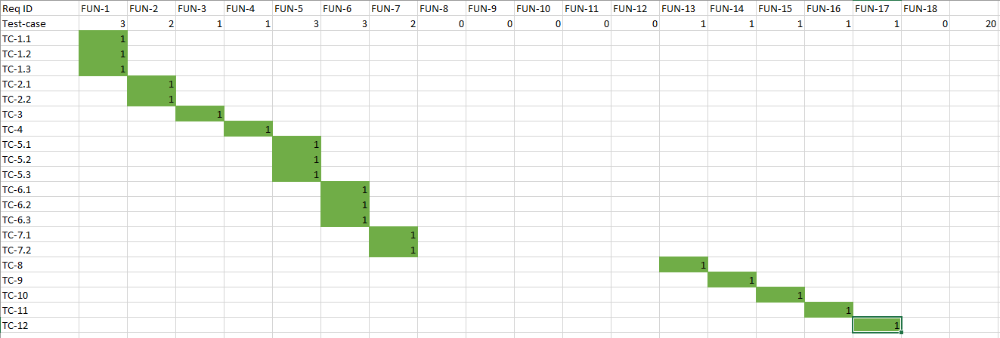 Req ID FUN-1 FUN-2 FUN-3 FUN-4 FUN-5 FUN-6 FUN-7 FUN-8 FUN-9 FUN-10 FUN-11 FUN-12 FUN-13 FUN-14 FUN-15 FUN-16 FUN-17 FUN-18
Test-case 3 2 1 1 3 3 2 0 0 0 0 0 1 1 1 1 1 0 20
TC-1.1 1
TC-1.2 1
TC-1.3 1
TC-2.1 1
TC-2.2 1
TC-3 1
TC-4 1
TC-5.1 1
TC-5.2 1
TC-5.3 1
TC-6.1 1
TC-6.2 1
TC-6.3 1
TC-7.1 1
TC-7.2 1
TC-8 1
TC-9 1
TC-10 1
TC-11 1
TC-12 1